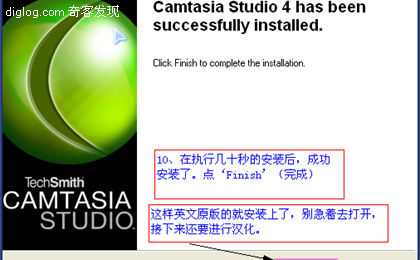 diglog.com 奇客发现
Camtasia Studio 4 has been
successfully installed.
Click Finish to complete the installation.
10、在执行几十秒的安装后，成功
安装了。点‘Finish’（完成）
TechSmith
CAMTASIA
STUDIO
这样英文原版的就安装上了，别急着去打开，
接下来还要进行汉化。